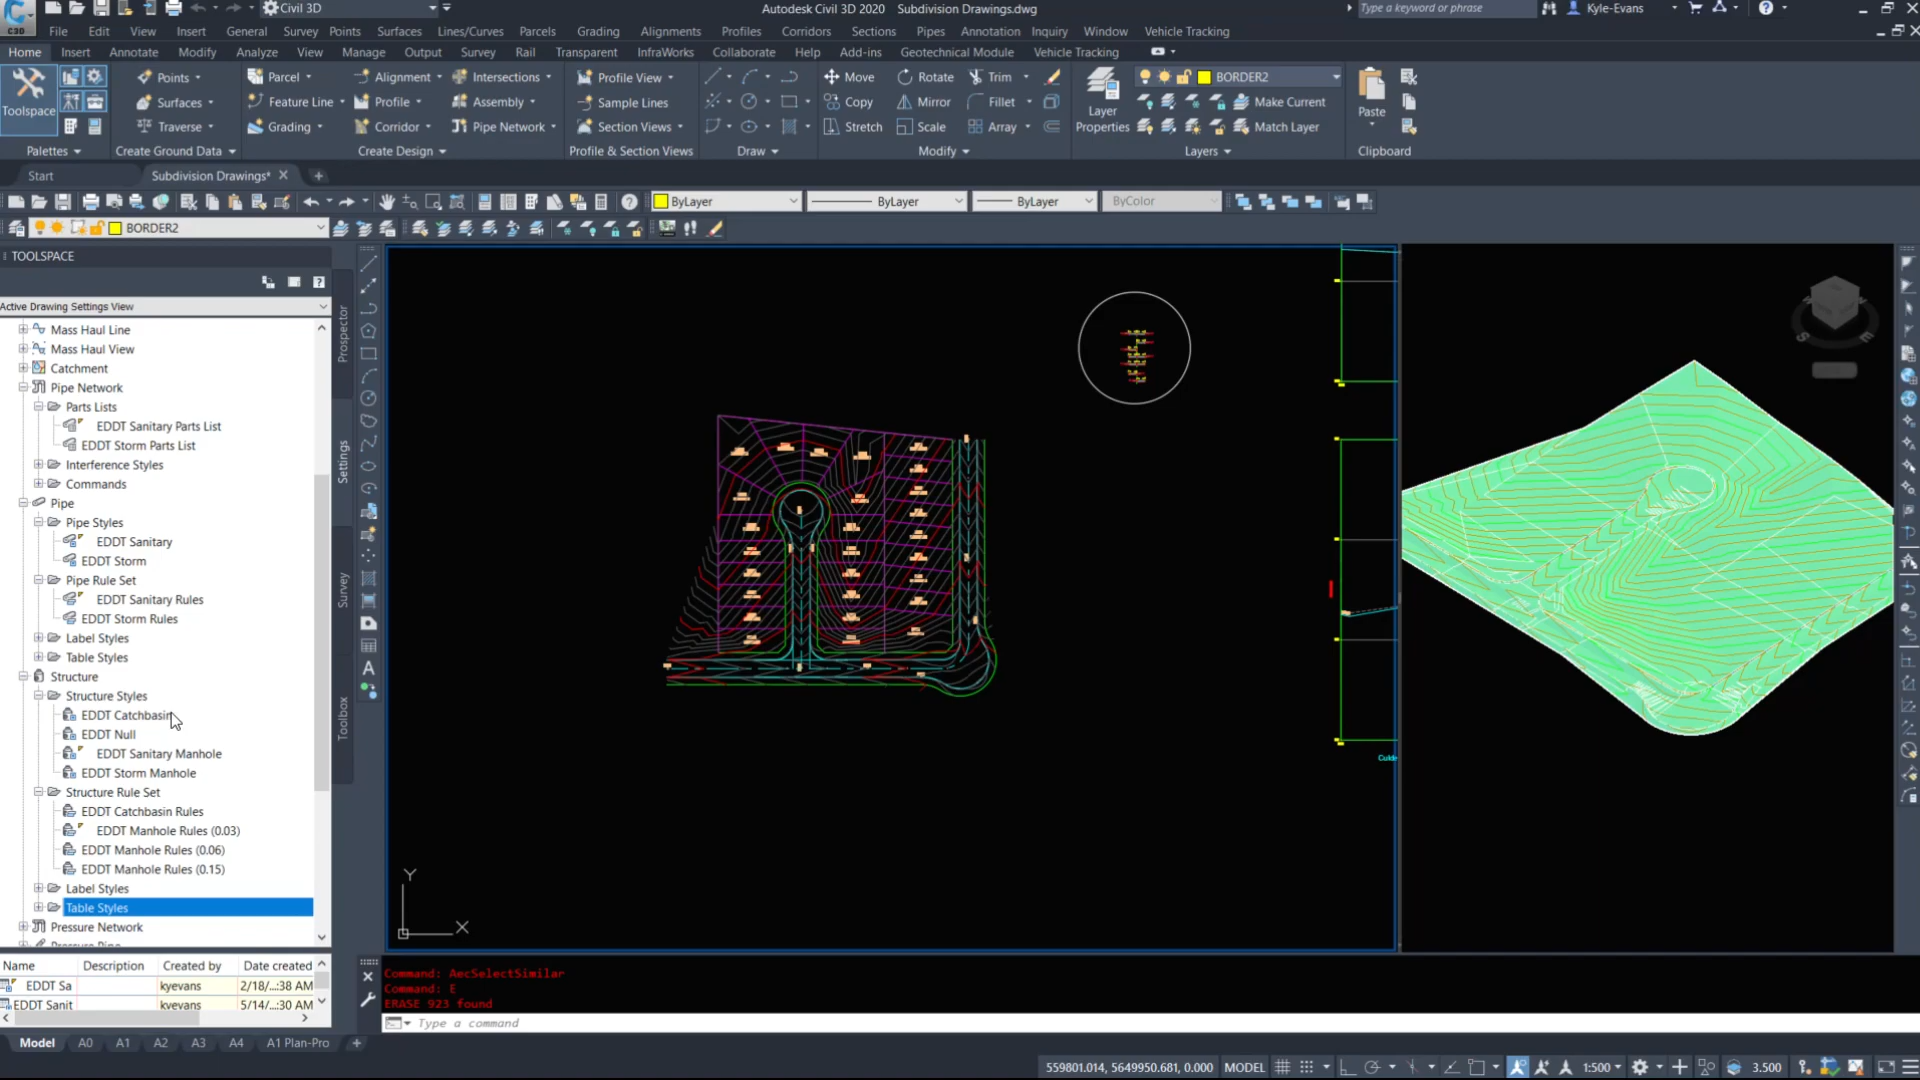 Civil 3D
Autodesk Civil 3D 2020 Subdivision Drawings.dwg
Type a keyword or phrase
Kyle-Evans
C3D
File Edit View Insert General Survey Points Surfaces Lines/Curves Parcels Grading Alignments Profiles Corridors Sections Pipes Annotation Inquiry Window Vehicle Tracking
Home Insert Annotate Modify Analyze View Manage Output Survey Rail Transparent InfraWorks Collaborate Help Add-ins Geotechnical Module Vehicle Tracking
Points Parcel Alignment Intersections Profile View Move Rotate Trim BORDER2
Toolspace Surfaces Feature Line Profile Assembly Sample Lines Copy Mirror Fillet Layer Properties Make Current Paste
Traverse Grading Corridor Pipe Network Section Views Stretch Scale Array Match Layer
Palettes Create Ground Data Create Design Profile & Section Views Draw Modify Layers Clipboard
Start Subdivision Drawings*
ByLayer ByLayer ByLayer ByColor
BORDER2
TOOLSPACE
Active Drawing Settings View
Mass Haul Line
Mass Haul View
Catchment
Pipe Network
Parts Lists
EDDT Sanitary Parts List
EDDT Storm Parts List
Interference Styles
Commands
Pipe
Pipe Styles
EDDT Sanitary
EDDT Storm
Pipe Rule Set
EDDT Sanitary Rules
EDDT Storm Rules
Label Styles
Table Styles
Structure
Structure Styles
EDDT Catchbasin
EDDT Null
EDDT Sanitary Manhole
EDDT Storm Manhole
Structure Rule Set
EDDT Catchbasin Rules
EDDT Manhole Rules (0.03)
EDDT Manhole Rules (0.06)
EDDT Manhole Rules (0.15)
Label Styles
Table Styles
Pressure Network
Pressure Pipe
Prospector
Settings
Survey
Toolbox
Name Description Created by Date created
EDDT Sa kyevans 2/18/...:38 AM
EDDT Sanit kyevans 5/14/...:30 AM
Y
X
S
E
Culde
Command: AecSelectSimilar
Command: E
ERASE 923 found
Type a command
Model A0 A1 A2 A3 A4 A1 Plan-Pro
559801.014, 5649950.681, 0.000 MODEL 1:500 3.500